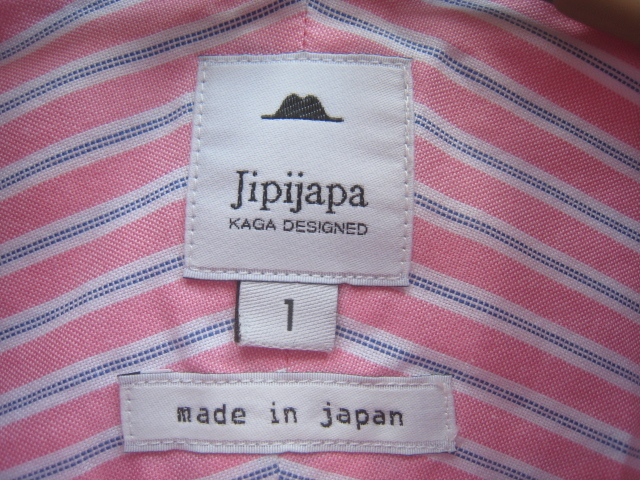 Jipijapa
KAGA DESIGNED
1
made in japan